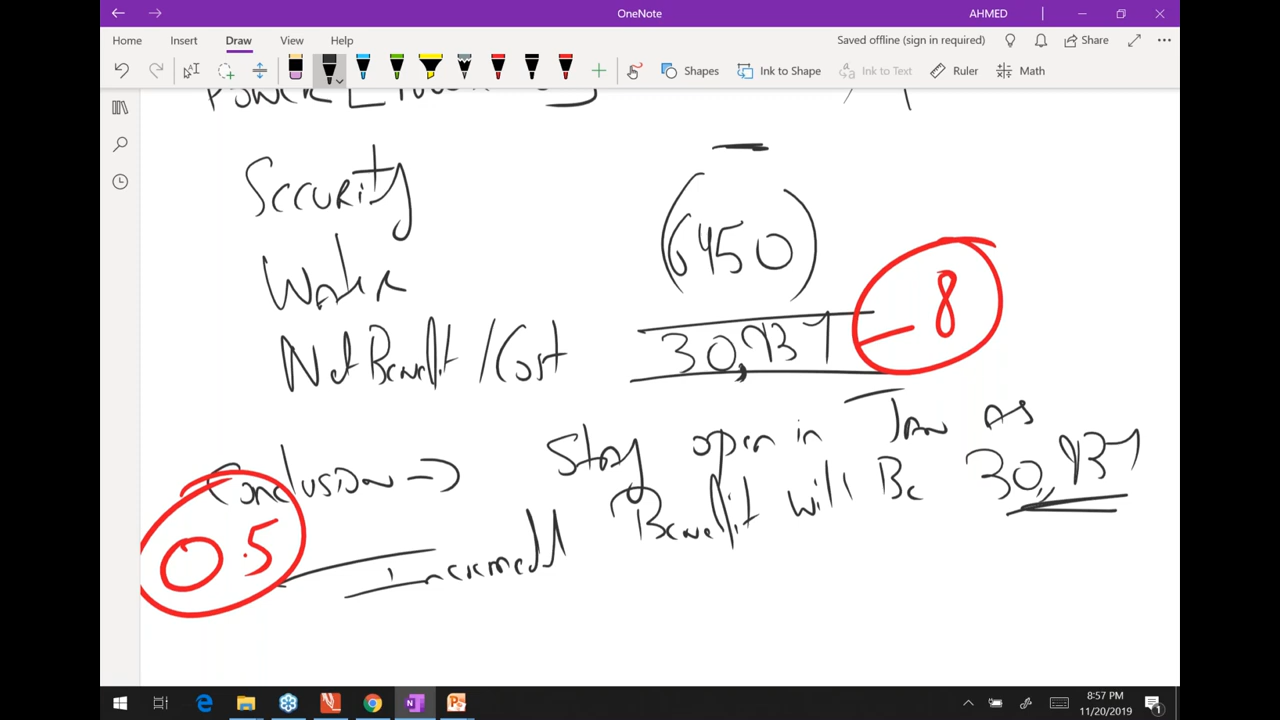 OneNote
AHMED
Home Insert Draw View Help
Saved offline (sign in required)
Share
Shapes
Ink to Shape
Ink to Text
Ruler
Math
Power
Security
Water (6450)
Net Benefit / Cost 30,937 8
Conclusion → Stay open in Jan as
Benefit will Be 30,937
0.5
8:57 PM
11/20/2019